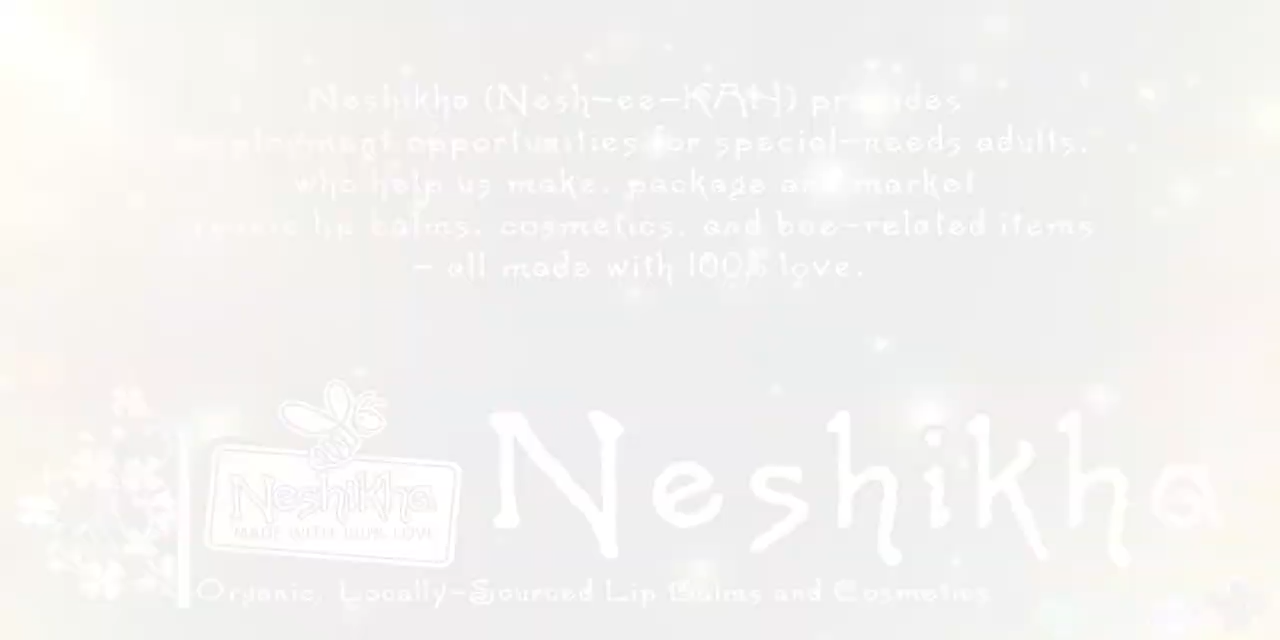 Neshikha (Nesh-ee-KAH) provides
employment opportunities for special-needs adults,
who help us make, package and market
lip balms, cosmetics, and bee-related items
- all made with 100% love.
Neshikha
MADE WITH 100% LOVE
Neshikha
Organic, Locally-Sourced Lip Balms and Cosmetics